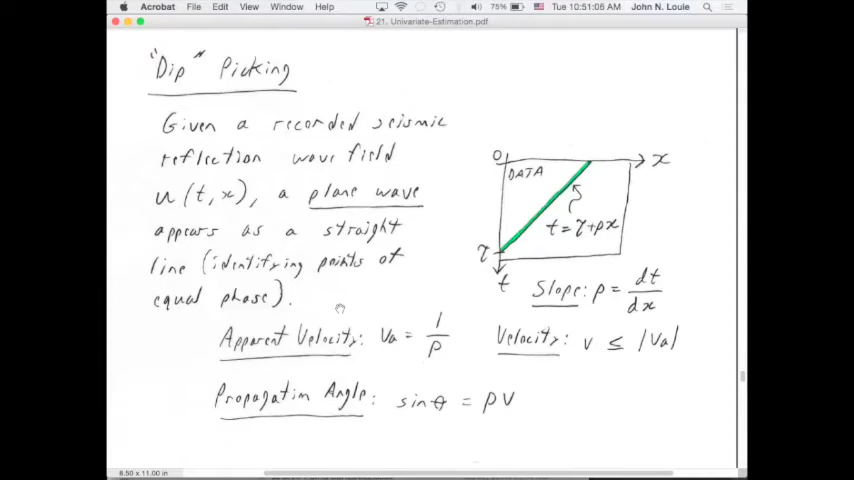 Acrobat File Edit View Window Help 75% Tue 10:51:06 AM John N. Louie
21. Univariate-Estimation.pdf
"Dip" Picking
Given a recorded seismic
reflection wave field
u(t,x), a plane wave
appears as a straight
line (identifying points of
equal phase).
0 x
DATA
t = τ + px
τ
t
Slope: p = dt/dx
Apparent Velocity: Va = 1/p
Velocity: v ≤ |Va|
Propagation Angle: sinθ = pv
8.50 x 11.00 in